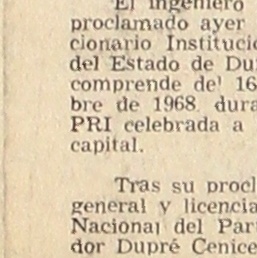 El ingeniero
proclamado ayer
cionario Instituci
del Estado de Du
comprende de' 16
bre de 1968. dura
PRI celebrada a
capital.
Tras su procl
general y licencia
Nacional del Par
dor Dupré Cenice